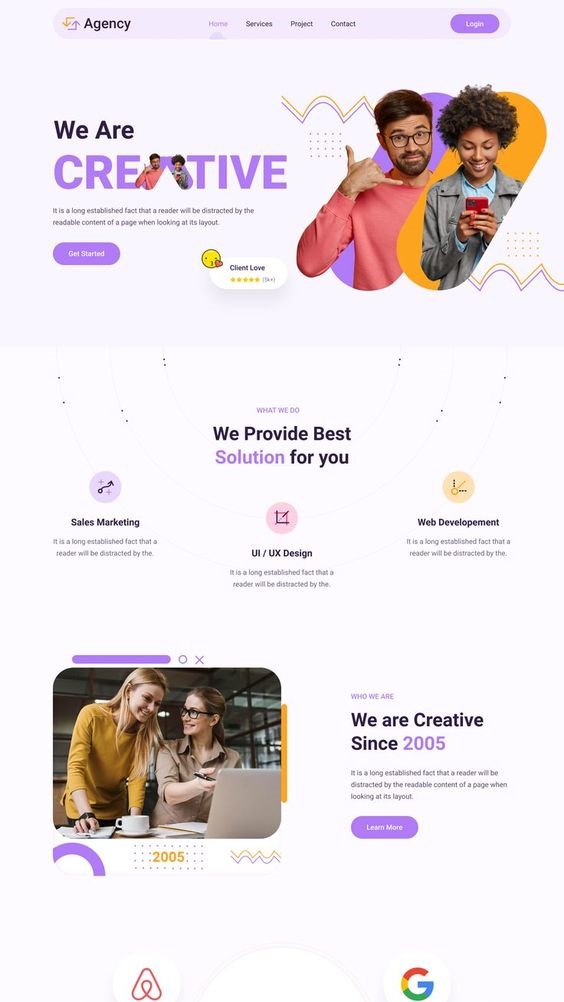 Agency
Home
Services
Project
Contact
Login
We Are
CREATIVE
It is a long established fact that a reader will be distracted by the
readable content of a page when looking at its layout.
Get Started
Client Love
(5k+)
WHAT WE DO
We Provide Best
Solution for you
Sales Marketing
It is a long established fact that a
reader will be distracted by the.
UI / UX Design
It is a long established fact that a
reader will be distracted by the.
Web Developement
It is a long established fact that a
reader will be distracted by the.
WHO WE ARE
We are Creative
Since 2005
It is a long established fact that a reader will be
distracted by the readable content of a page when
looking at its layout.
Learn More
2005